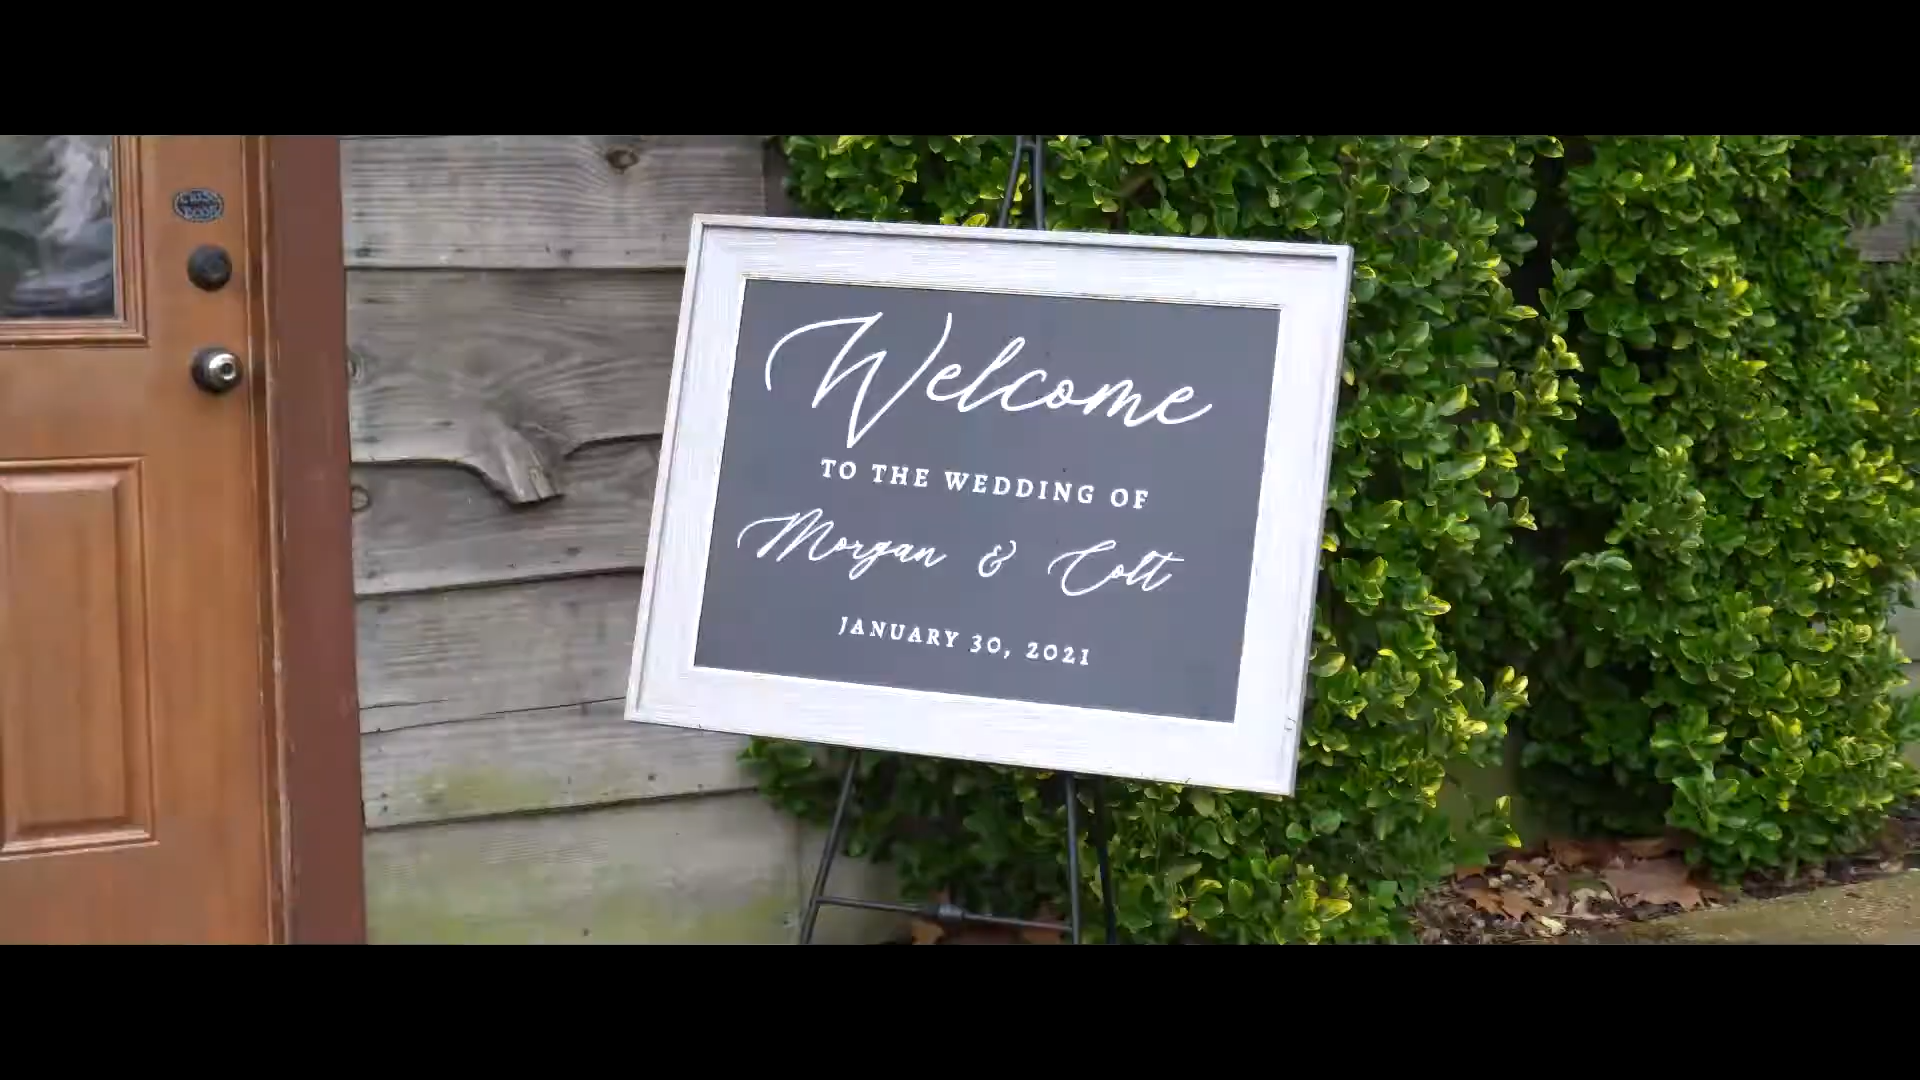 Welcome
TO THE WEDDING OF
Morgan & Colt
JANUARY 30, 2021